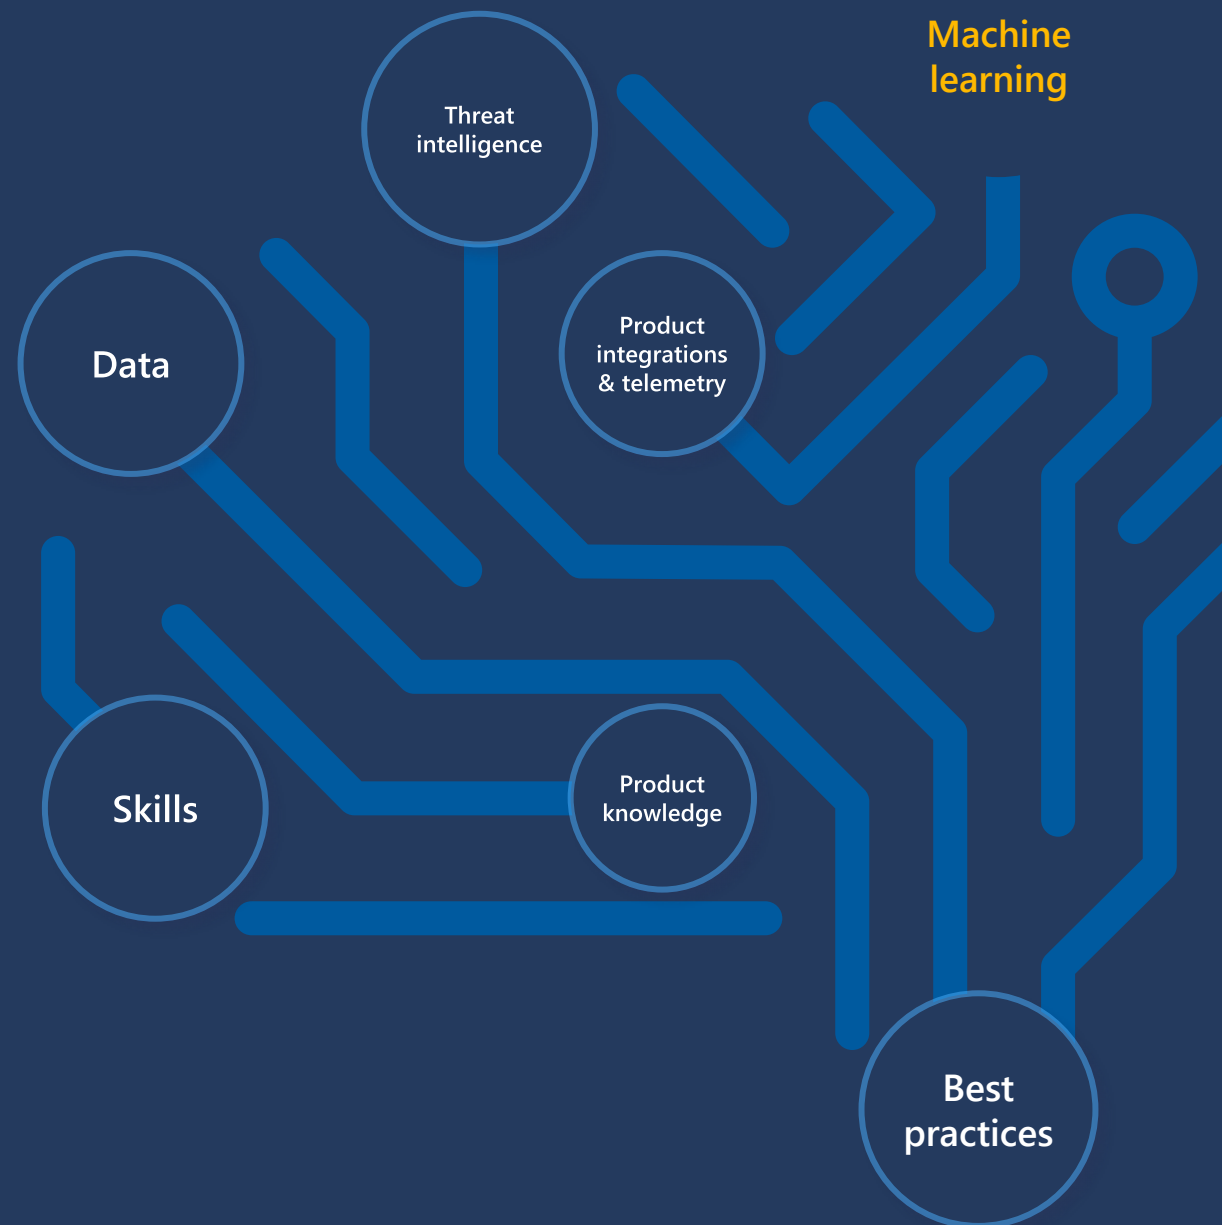 Machine
learning
Threat
intelligence
Product
integrations
& telemetry
Data
Product
knowledge
Skills
Best
practices